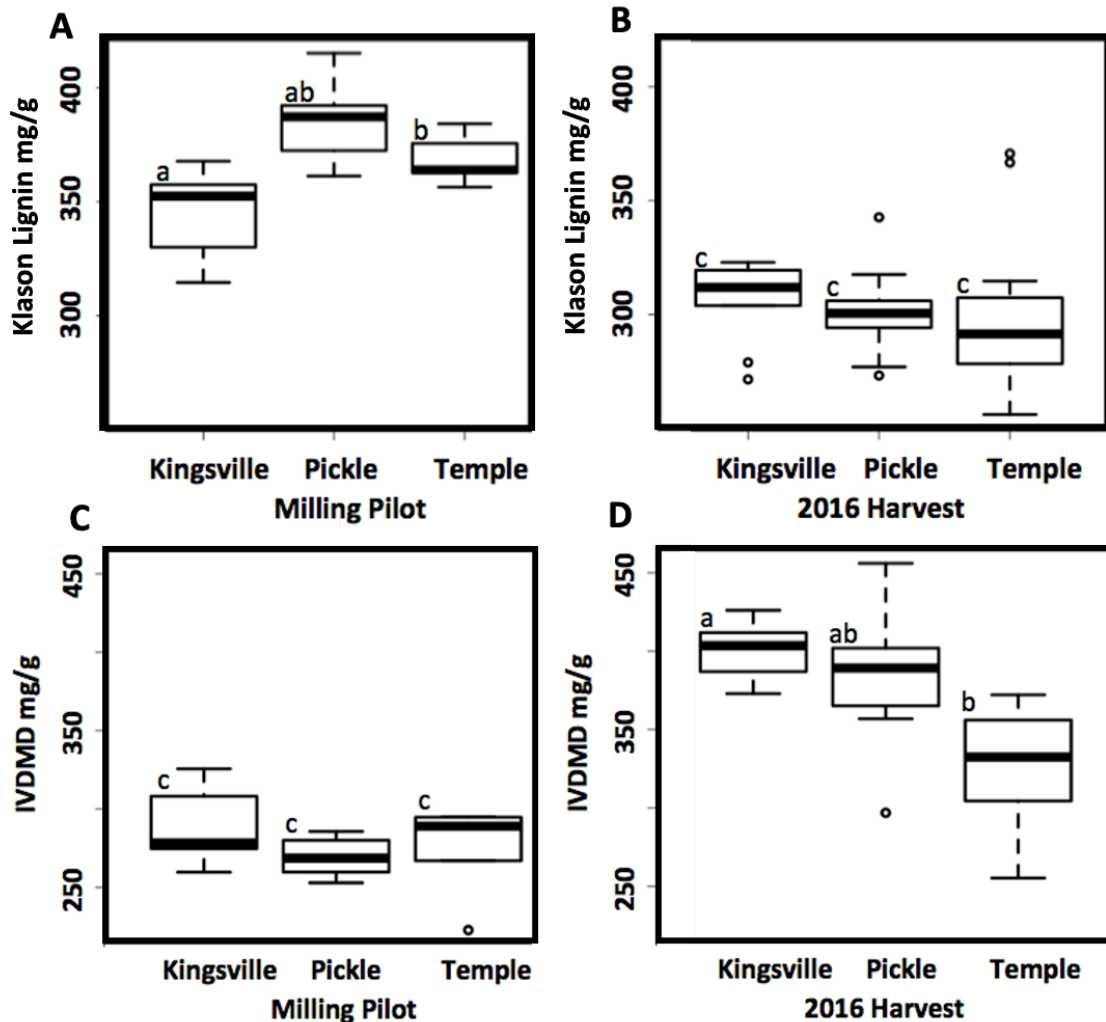 A
Klason Lignin mg/g
400
350
300
a
ab
b
Kingsville Pickle Temple
Milling Pilot
B
Klason Lignin mg/g
400
350
300
c
c
c
Kingsville Pickle Temple
2016 Harvest
C
IVDMD mg/g
450
350
250
c
c
c
Kingsville Pickle Temple
Milling Pilot
D
IVDMD mg/g
450
350
250
a
ab
b
Kingsville Pickle Temple
2016 Harvest